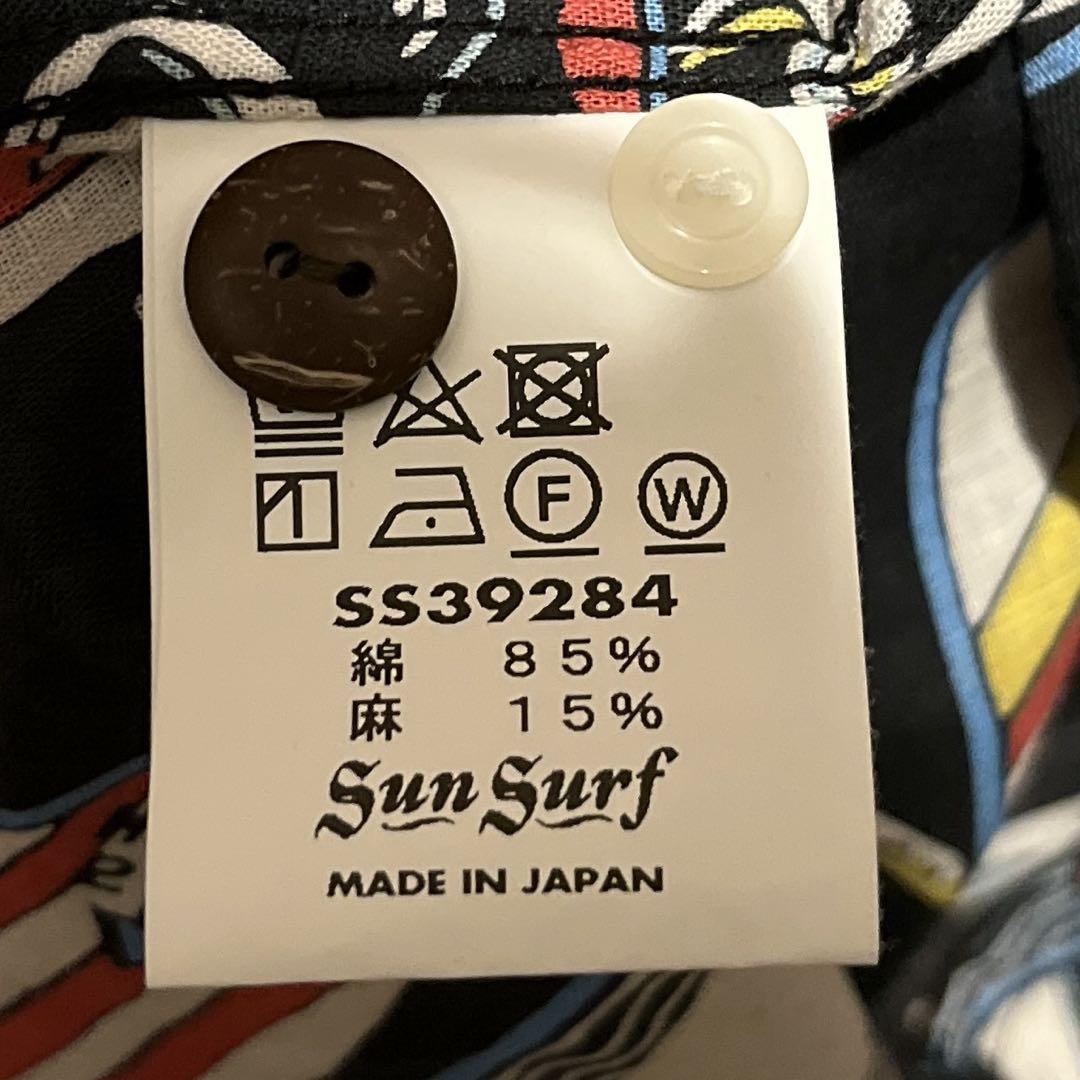 F W
SS39284
綿 85%
麻 15%
Sun Surf
MADE IN JAPAN